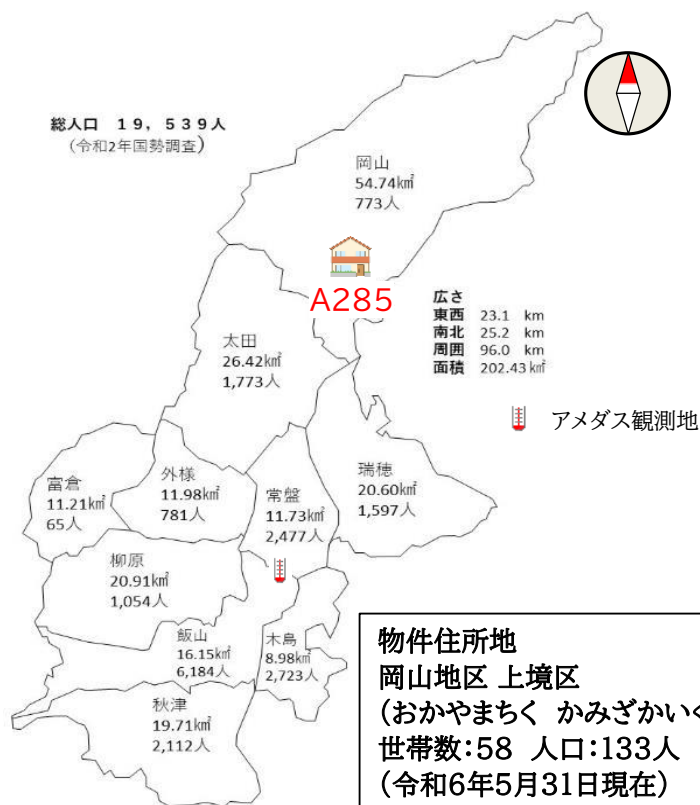 総人口　１９，５３９人
(令和2年国勢調査)
岡山
54.74㎢
773人
A285
広さ
東西 23.1 km
南北 25.2 km
周囲 96.0 km
面積 202.43㎢
太田
26.42㎢
1,773人
アメダス観測地
瑞穂
20.60㎢
1,597人
外様
11.98㎢
781人
常盤
11.73㎢
2,477人
富倉
11.21㎢
65人
柳原
20.91㎢
1,054人
飯山
16.15㎢
6,184人
木島
8.98㎢
2,723人
秋津
19.71㎢
2,112人
物件住所地
岡山地区 上境区
(おかやまちく かみざかいく
世帯数:58 人口:133人
(令和6年5月31日現在)